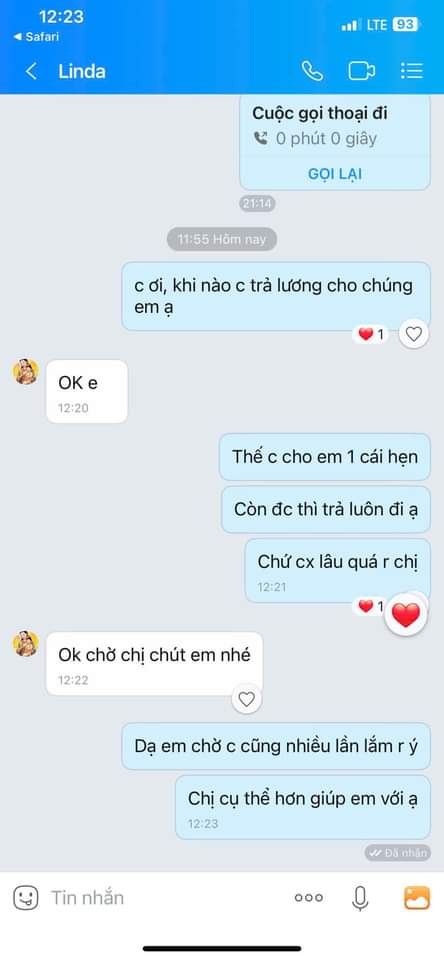 12:23
LTE 93
Safari
Linda
Cuộc gọi thoại đi
0 phút 0 giây
GỌI LẠI
21:14
11:55 Hôm nay
c ơi, khi nào c trả lương cho chúng
em ạ
1
OK e
12:20
Thế c cho em 1 cái hẹn
Còn đc thì trả luôn đi ạ
Chứ cx lâu quá r chị
12:21
1
Ok chờ chị chút em nhé
12:22
Dạ em chờ c cũng nhiều lần lắm r ý
Chị cụ thể hơn giúp em với ạ
12:23
Đã nhận
Tin nhắn